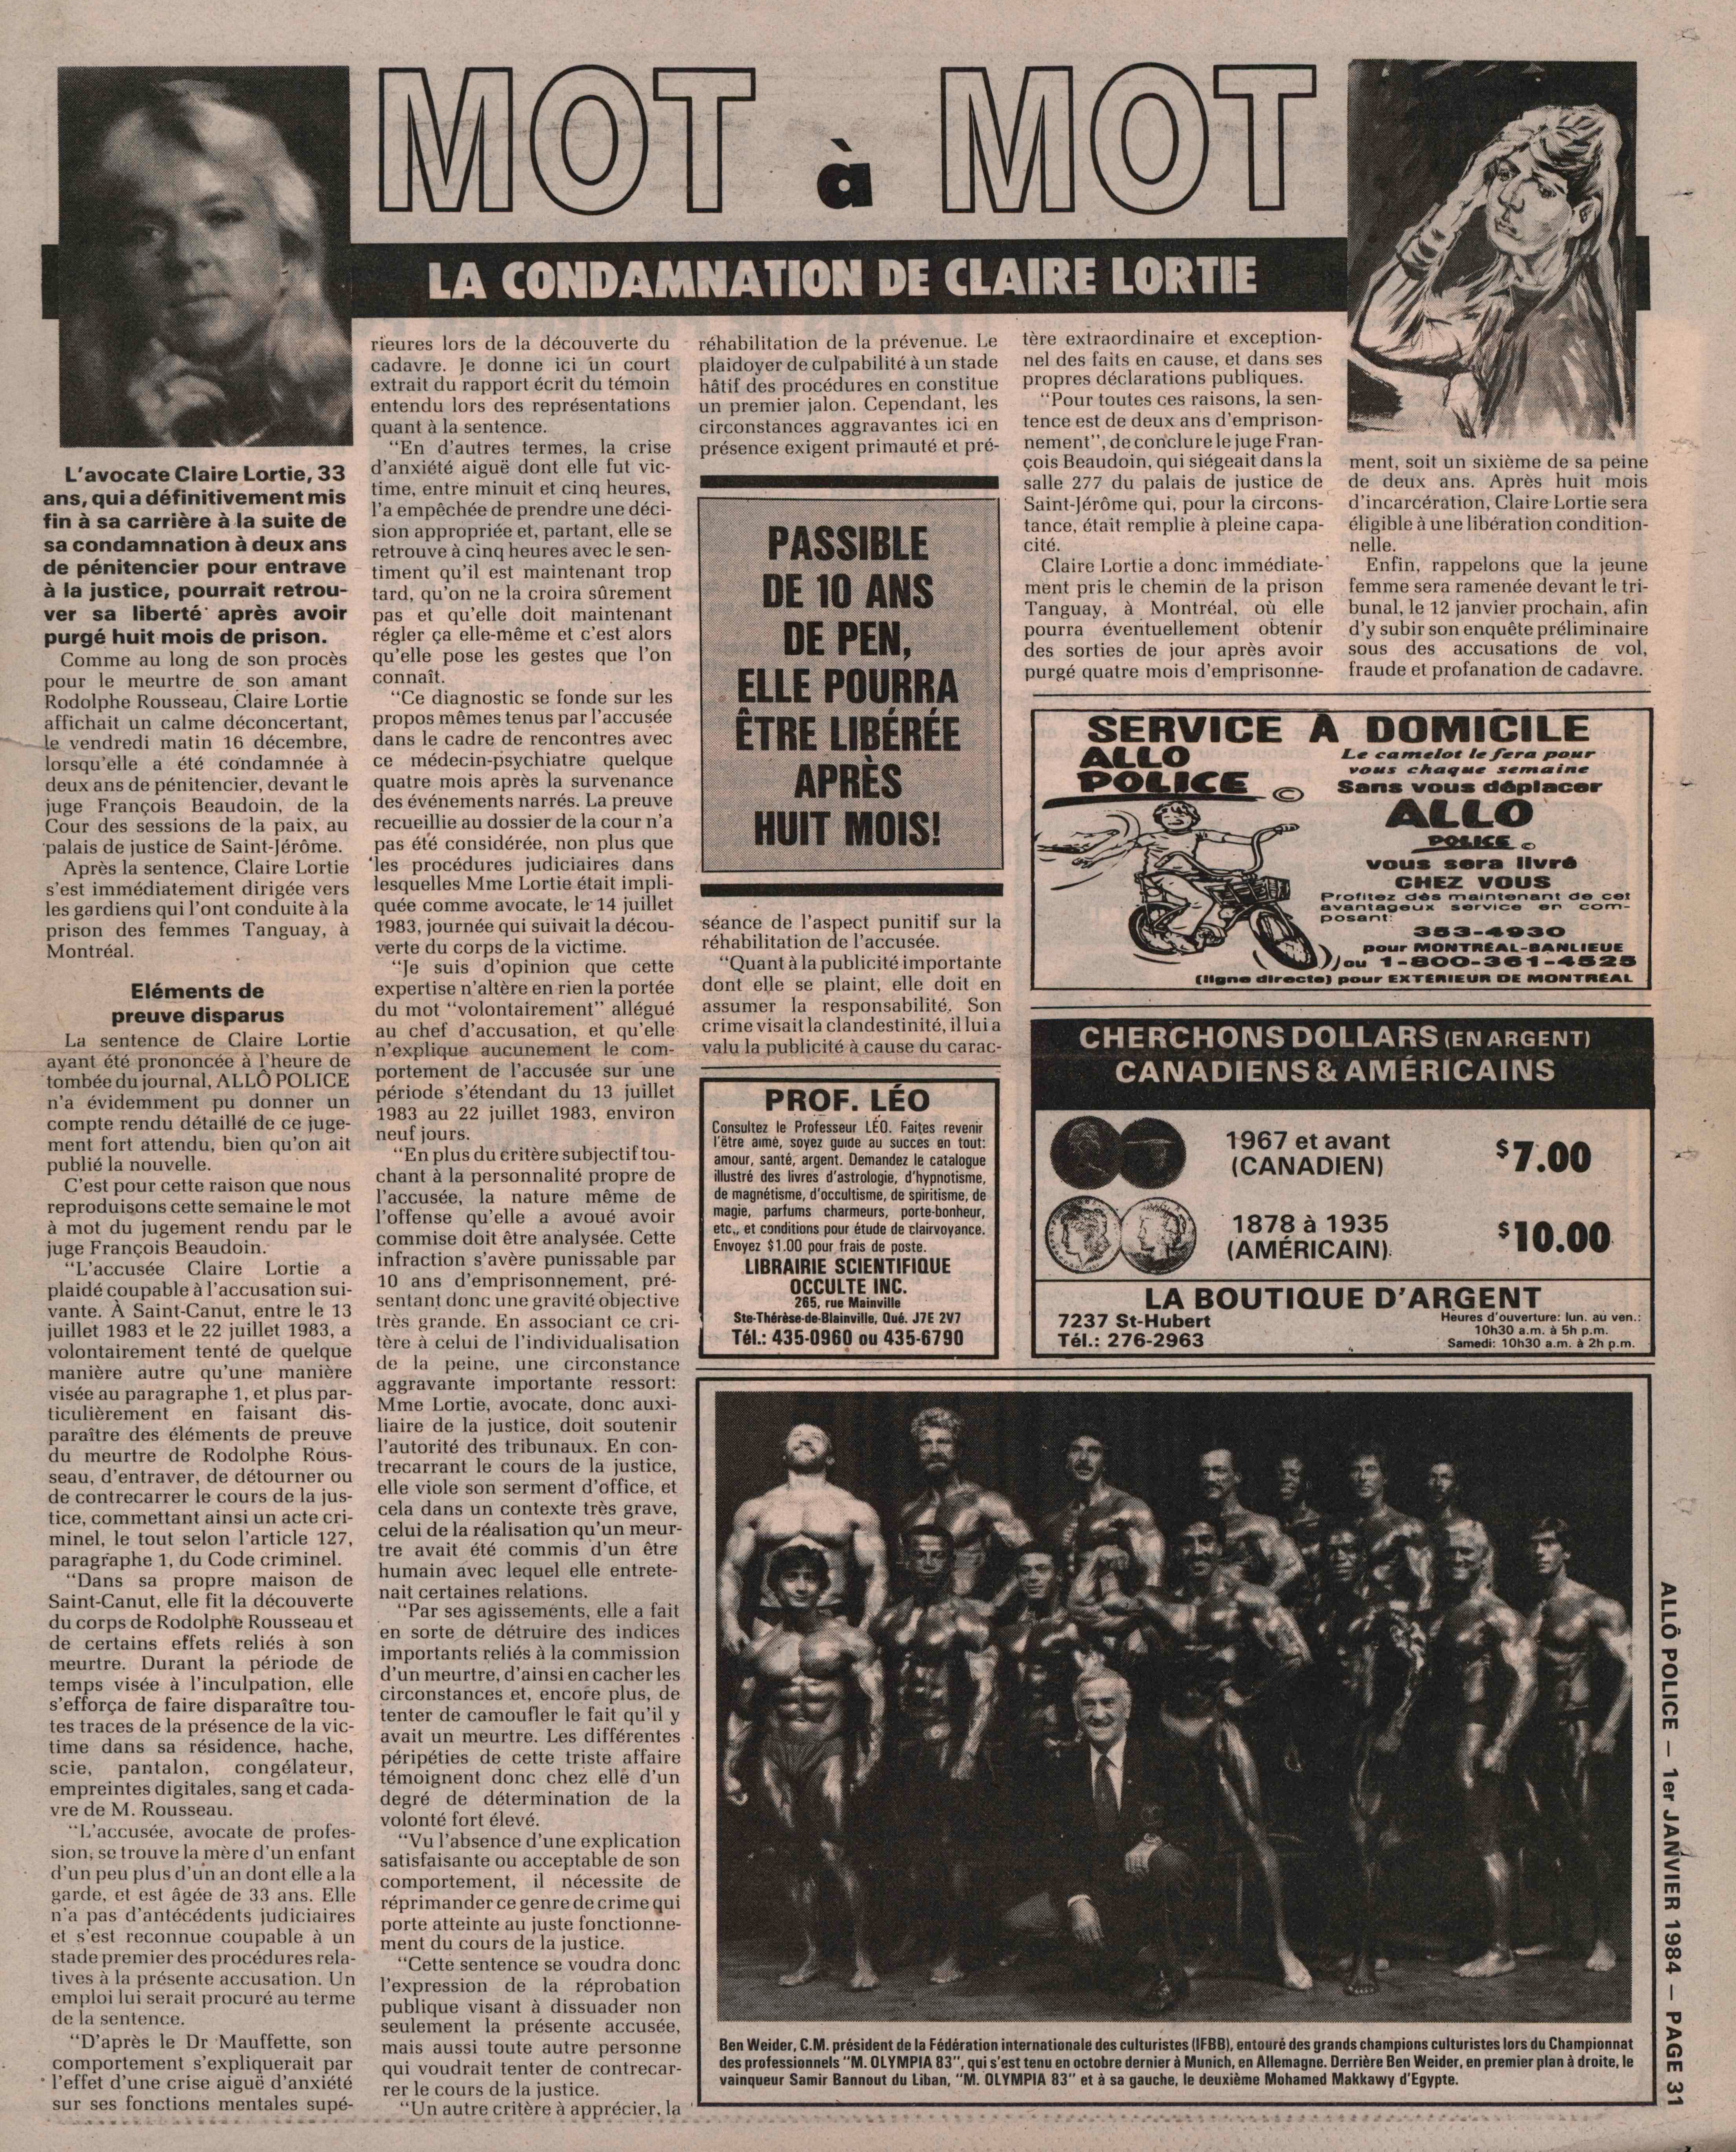 MOT à MOT
LA CONDAMNATION DE CLAIRE LORTIE
L'avocate Claire Lortie, 33
ans, qui a définitivement mis
fin à sa carrière à la suite de
sa condamnation à deux ans
de pénitencier pour entrave
à la justice, pourrait retrou-
ver sa liberté après avoir
purgé huit mois de prison.
Comme au long de son procès
pour le meurtre de son amant
Rodolphe Rousseau, Claire Lortie
affichait un calme déconcertant,
le vendredi matin 16 décembre,
lorsqu'elle a été condamnée à
deux ans de pénitencier, devant le
juge François Beaudoin, de la
Cour des sessions de la paix, au
palais de justice de Saint-Jérôme.
Après la sentence, Claire Lortie
s'est immédiatement dirigée vers
les gardiens qui l'ont conduite à la
prison des femmes Tanguay, à
Montréal.
Eléments de
preuve disparus
La sentence de Claire Lortie
ayant été prononcée à l'heure de
tombée du journal, ALLÔ POLICE
n'a évidemment pu donner un
compte rendu détaillé de ce juge-
ment fort attendu, bien qu'on ait
publié la nouvelle.
C'est pour cette raison que nous
reproduisons cette semaine le mot
à mot du jugement rendu par le
juge François Beaudoin.
"L'accusée Claire Lortie a
plaidé coupable à l'accusation sui-
vante. À Saint-Canut, entre le 13
juillet 1983 et le 22 juillet 1983, a
volontairement tenté de quelque
manière autre qu'une manière
visée au paragraphe 1, et plus par-
ticulièrement en faisant dis-
paraître des éléments de preuve
du meurtre de Rodolphe Rous-
seau, d'entraver, de détourner ou
de contrecarrer le cours de la jus-
tice, commettant ainsi un acte cri-
minel, le tout selon l'article 127,
paragraphe 1, du Code criminel.
"Dans sa propre maison de
Saint-Canut, elle fit la découverte
du corps de Rodolphe Rousseau et
de certains effets reliés à son
meurtre. Durant la période de
temps visée à l'inculpation, elle
s'efforça de faire disparaître tou-
tes traces de la présence de la vic-
time dans sa résidence, hache,
scie, pantalon, congélateur,
empreintes digitales, sang et cada-
vre de M. Rousseau.
"L'accusée, avocate de profes-
sion, se trouve la mère d'un enfant
d'un peu plus d'un an dont elle a la
garde, et est âgée de 33 ans. Elle
n'a pas d'antécédents judiciaires
et s'est reconnue coupable à un
stade premier des procédures rela-
tives à la présente accusation. Un
emploi lui serait procuré au terme
de la sentence.
"D'après le Dr Mauffette, son
comportement s'expliquerait par
l'effet d'une crise aiguë d'anxiété
sur ses fonctions mentales supé-
rieures lors de la découverte du
cadavre. Je donne ici un court
extrait du rapport écrit du témoin
entendu lors des représentations
quant à la sentence.
"En d'autres termes, la crise
d'anxiété aiguë dont elle fut vic-
time, entre minuit et cinq heures,
l'a empêchée de prendre une déci-
sion appropriée et, partant, elle se
retrouve à cinq heures avec le sen-
timent qu'il est maintenant trop
tard, qu'on ne la croira sûrement
pas et qu'elle doit maintenant
régler ça elle-même et c'est alors
qu'elle pose les gestes que l'on
connaît.
"Ce diagnostic se fonde sur les
propos mêmes tenus par l'accusée
dans le cadre de rencontres avec
ce médecin-psychiatre quelque
quatre mois après la survenance
des événements narrés. La preuve
recueillie au dossier de la cour n'a
pas été considérée, non plus que
les procédures judiciaires dans
lesquelles Mme Lortie était impli-
quée comme avocate, le 14 juillet
1983, journée qui suivait la décou-
verte du corps de la victime.
"Je suis d'opinion que cette
expertise n'altère en rien la portée
du mot "volontairement" allégué
au chef d'accusation, et qu'elle
n'explique aucunement le com-
portement de l'accusée sur une
période s'étendant du 13 juillet
1983 au 22 juillet 1983, environ
neuf jours.
"En plus du critère subjectif tou-
chant à la personnalité propre de
l'accusée, la nature même de
l'offense qu'elle a avoué avoir
commise doit être analysée. Cette
infraction s'avère punissable par
10 ans d'emprisonnement, pré-
sentant donc une gravité objective
très grande. En associant ce cri-
tère à celui de l'individualisation
de la peine, une circonstance
aggravante importante ressort:
Mme Lortie, avocate, donc auxi-
liaire de la justice, doit soutenir
l'autorité des tribunaux. En con-
trecarrant le cours de la justice,
elle viole son serment d'office, et
cela dans un contexte très grave,
celui de la réalisation qu'un meur-
tre avait été commis d'un être
humain avec lequel elle entrete-
nait certaines relations.
"Par ses agissements, elle a fait
en sorte de détruire des indices
importants reliés à la commission
d'un meurtre, d'ainsi en cacher les
circonstances et, encore plus, de
tenter de camoufler le fait qu'il y
avait un meurtre. Les différentes
péripéties de cette triste affaire
témoignent donc chez elle d'un
degré de détermination de la
volonté fort élevé.
"Vu l'absence d'une explication
satisfaisante ou acceptable de son
comportement, il nécessite de
réprimander ce genre de crime qui
porte atteinte au juste fonctionne-
ment du cours de la justice.
"Cette sentence se voudra donc
l'expression de la réprobation
publique visant à dissuader non
seulement la présente accusée,
mais aussi toute autre personne
qui voudrait tenter de contrecar-
rer le cours de la justice.
"Un autre critère à apprécier, la
réhabilitation de la prévenue. Le
plaidoyer de culpabilité à un stade
hâtif des procédures en constitue
un premier jalon. Cependant, les
circonstances aggravantes ici en
présence exigent primauté et pré-
PASSIBLE
DE 10 ANS
DE PEN,
ELLE POURRA
ÊTRE LIBÉRÉE
APRÈS
HUIT MOIS!
séance de l'aspect punitif sur la
réhabilitation de l'accusée.
"Quant à la publicité importante
dont elle se plaint, elle doit en
assumer la responsabilité. Son
crime visait la clandestinité, il lui a
valu la publicité à cause du carac-
tère extraordinaire et exception-
nel des faits en cause, et dans ses
propres déclarations publiques.
"Pour toutes ces raisons, la sen-
tence est de deux ans d'emprison-
nement", de conclure le juge Fran-
çois Beaudoin, qui siégeait dans la
salle 277 du palais de justice de
Saint-Jérôme qui, pour la circons-
tance, était remplie à pleine capa-
cité.
Claire Lortie a donc immédiate-
ment pris le chemin de la prison
Tanguay, à Montréal, où elle
pourra éventuellement obtenir
des sorties de jour après avoir
purgé quatre mois d'emprisonne-
ment, soit un sixième de sa peine
de deux ans. Après huit mois
d'incarcération, Claire Lortie sera
éligible à une libération condition-
nelle.
Enfin, rappelons que la jeune
femme sera ramenée devant le tri-
bunal, le 12 janvier prochain, afin
d'y subir son enquête préliminaire
sous des accusations de vol,
fraude et profanation de cadavre.
SERVICE À DOMICILE
ALLO
POLICE ©
Le camelot le fera pour
vous chaque semaine
Sans vous déplacer
ALLO
POLICE ©
vous sera livré
CHEZ VOUS
Profitez dès maintenant de cet
avantageux service en com-
posant:
353-4930
pour MONTRÉAL-BANLIEUE
ou 1-800-361-4525
(ligne directe) pour EXTÉRIEUR DE MONTRÉAL
CHERCHONS DOLLARS (EN ARGENT)
CANADIENS & AMÉRICAINS
1967 et avant
(CANADIEN)
$7.00
1878 à 1935
(AMÉRICAIN)
$10.00
LA BOUTIQUE D'ARGENT
7237 St-Hubert
Tél.: 276-2963
Heures d'ouverture: lun. au ven.:
10h30 a.m. à 5h p.m.
Samedi: 10h30 a.m. à 2h p.m.
PROF. LÉO
Consultez le Professeur LÉO. Faites revenir
l'être aimé, soyez guidé au succes en tout:
amour, santé, argent. Demandez le catalogue
illustré des livres d'astrologie, d'hypnotisme,
de magnétisme, d'occultisme, de spiritisme, de
magie, parfums charmeurs, porte-bonheur,
etc., et conditions pour étude de clairvoyance.
Envoyez $1.00 pour frais de poste.
LIBRAIRIE SCIENTIFIQUE
OCCULTE INC.
265, rue Mainville
Ste-Thérèse-de-Blainville, Qué. J7E 2V7
Tél.: 435-0960 ou 435-6790
Ben Weider, C.M. président de la Fédération internationale des culturistes (IFBB), entouré des grands champions culturistes lors du Championnat
des professionnels "M. OLYMPIA 83", qui s'est tenu en octobre dernier à Munich, en Allemagne. Derrière Ben Weider, en premier plan à droite, le
vainqueur Samir Bannout du Liban, "M. OLYMPIA 83" et à sa gauche, le deuxième Mohamed Makkawy d'Egypte.
ALLÔ POLICE — 1er JANVIER 1984 — PAGE 31